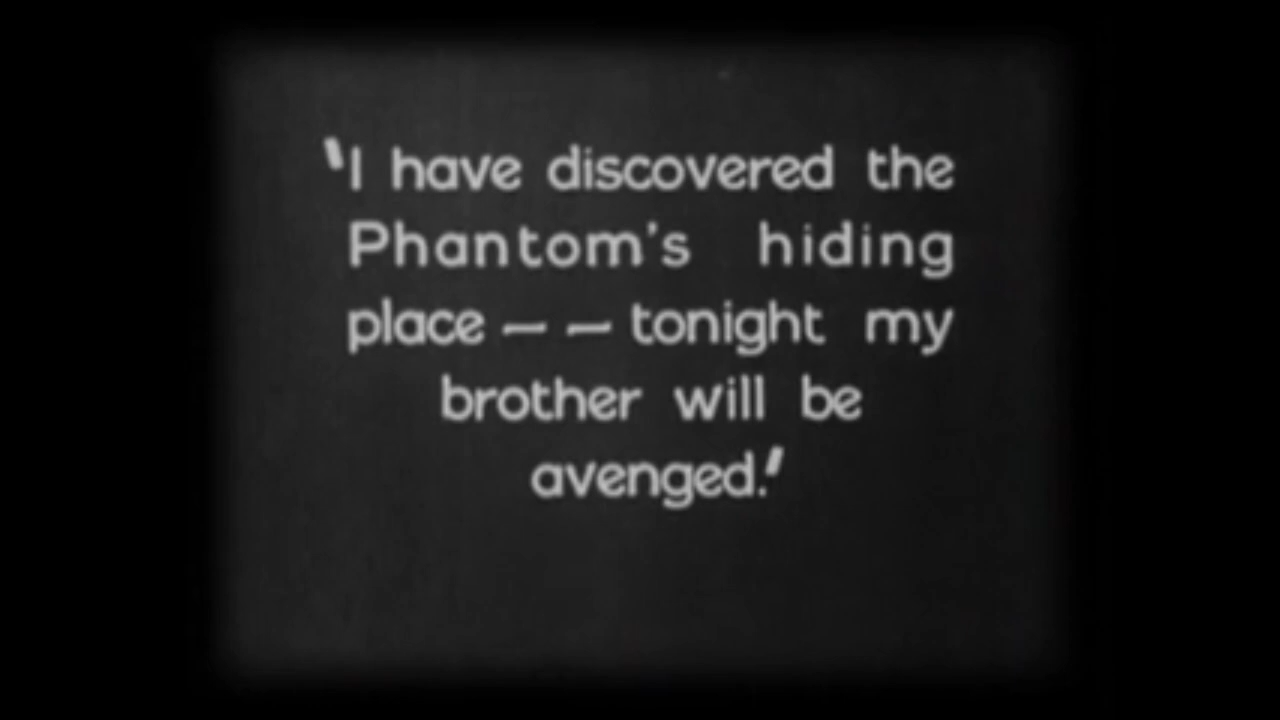 "I have discovered the
Phantom's hiding
place — — tonight my
brother will be
avenged."